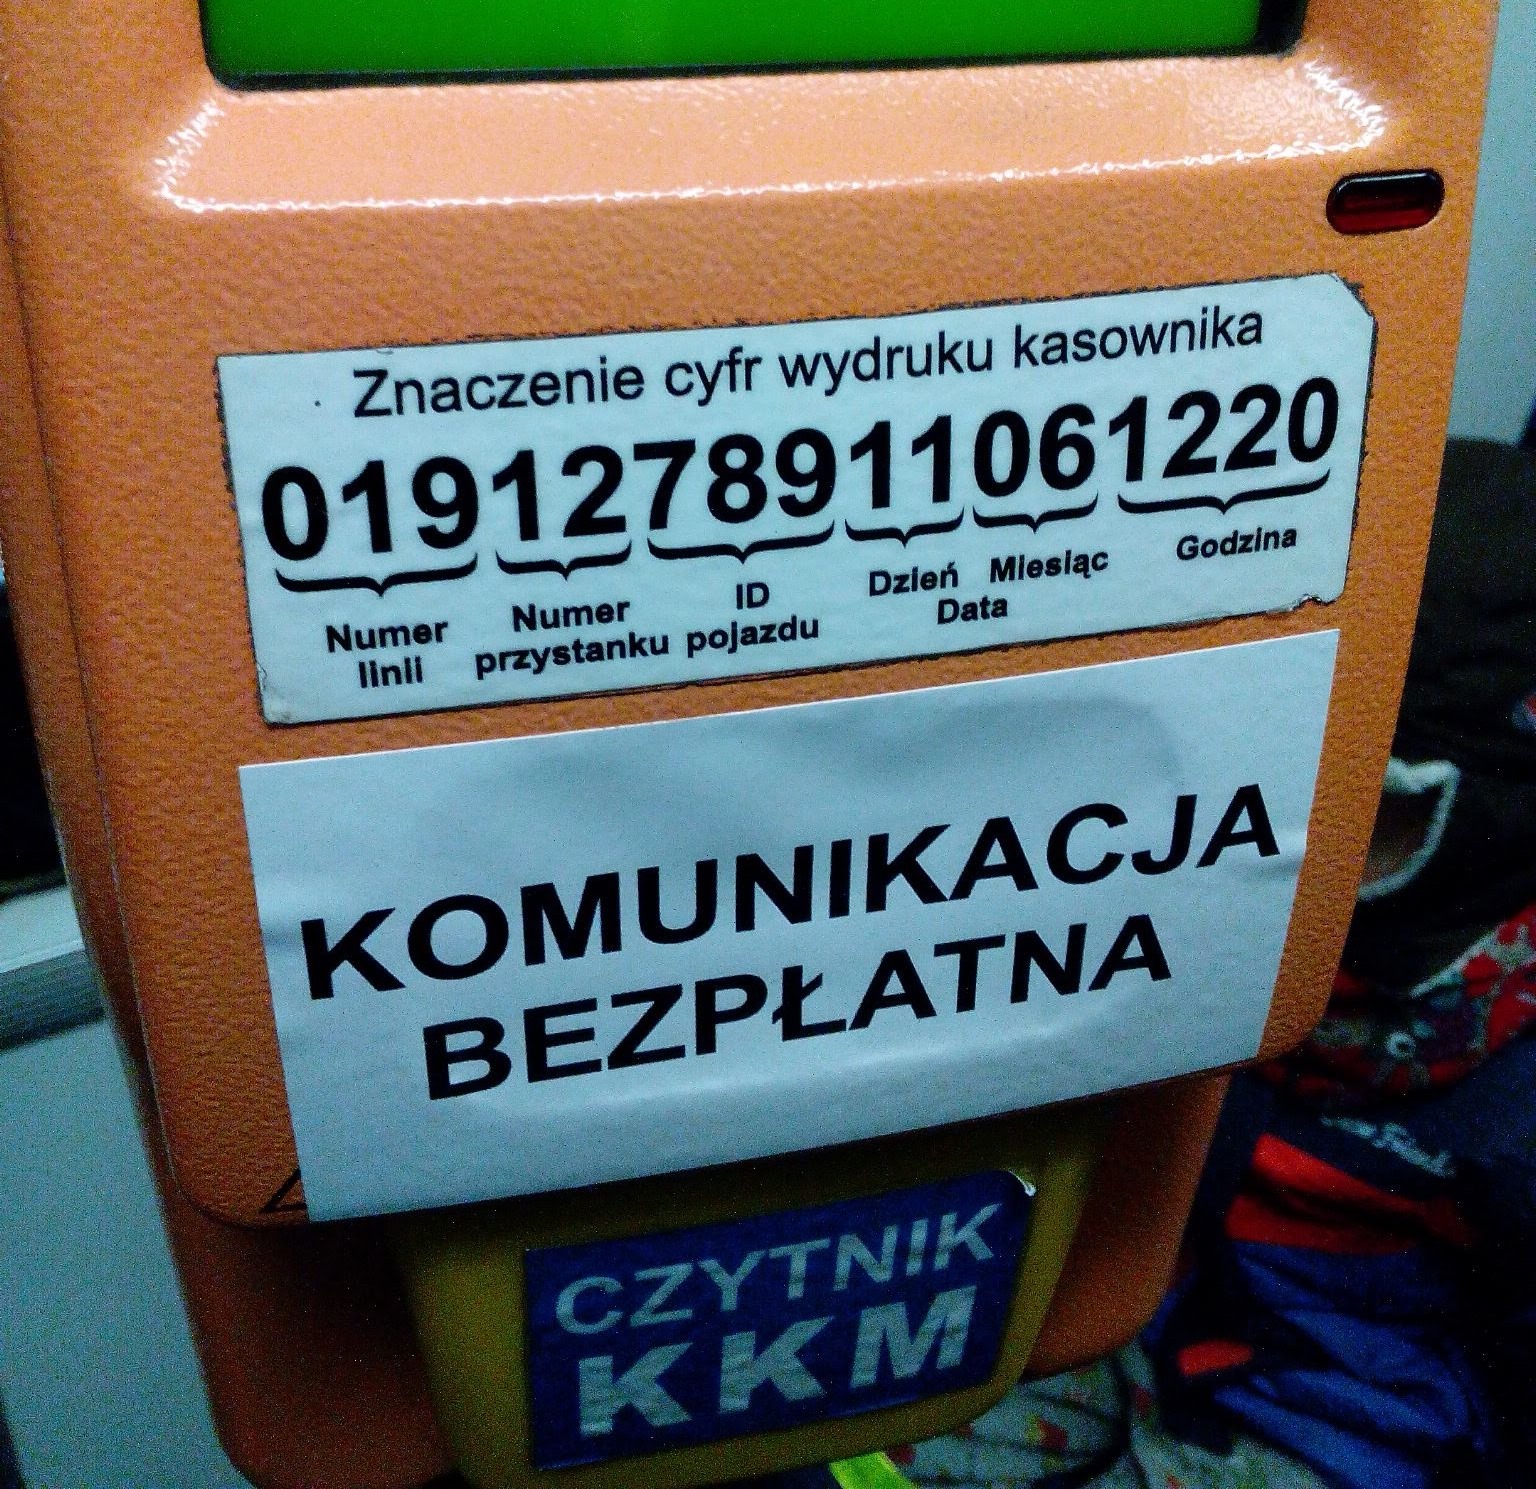 Znaczenie cyfr wydruku kasownika
019127891106 1220
Numer linii
Numer przystanku
ID pojazdu
Dzień Miesiąc
Data
Godzina
KOMUNIKACJA
BEZPŁATNA
CZYTNIK
KKM